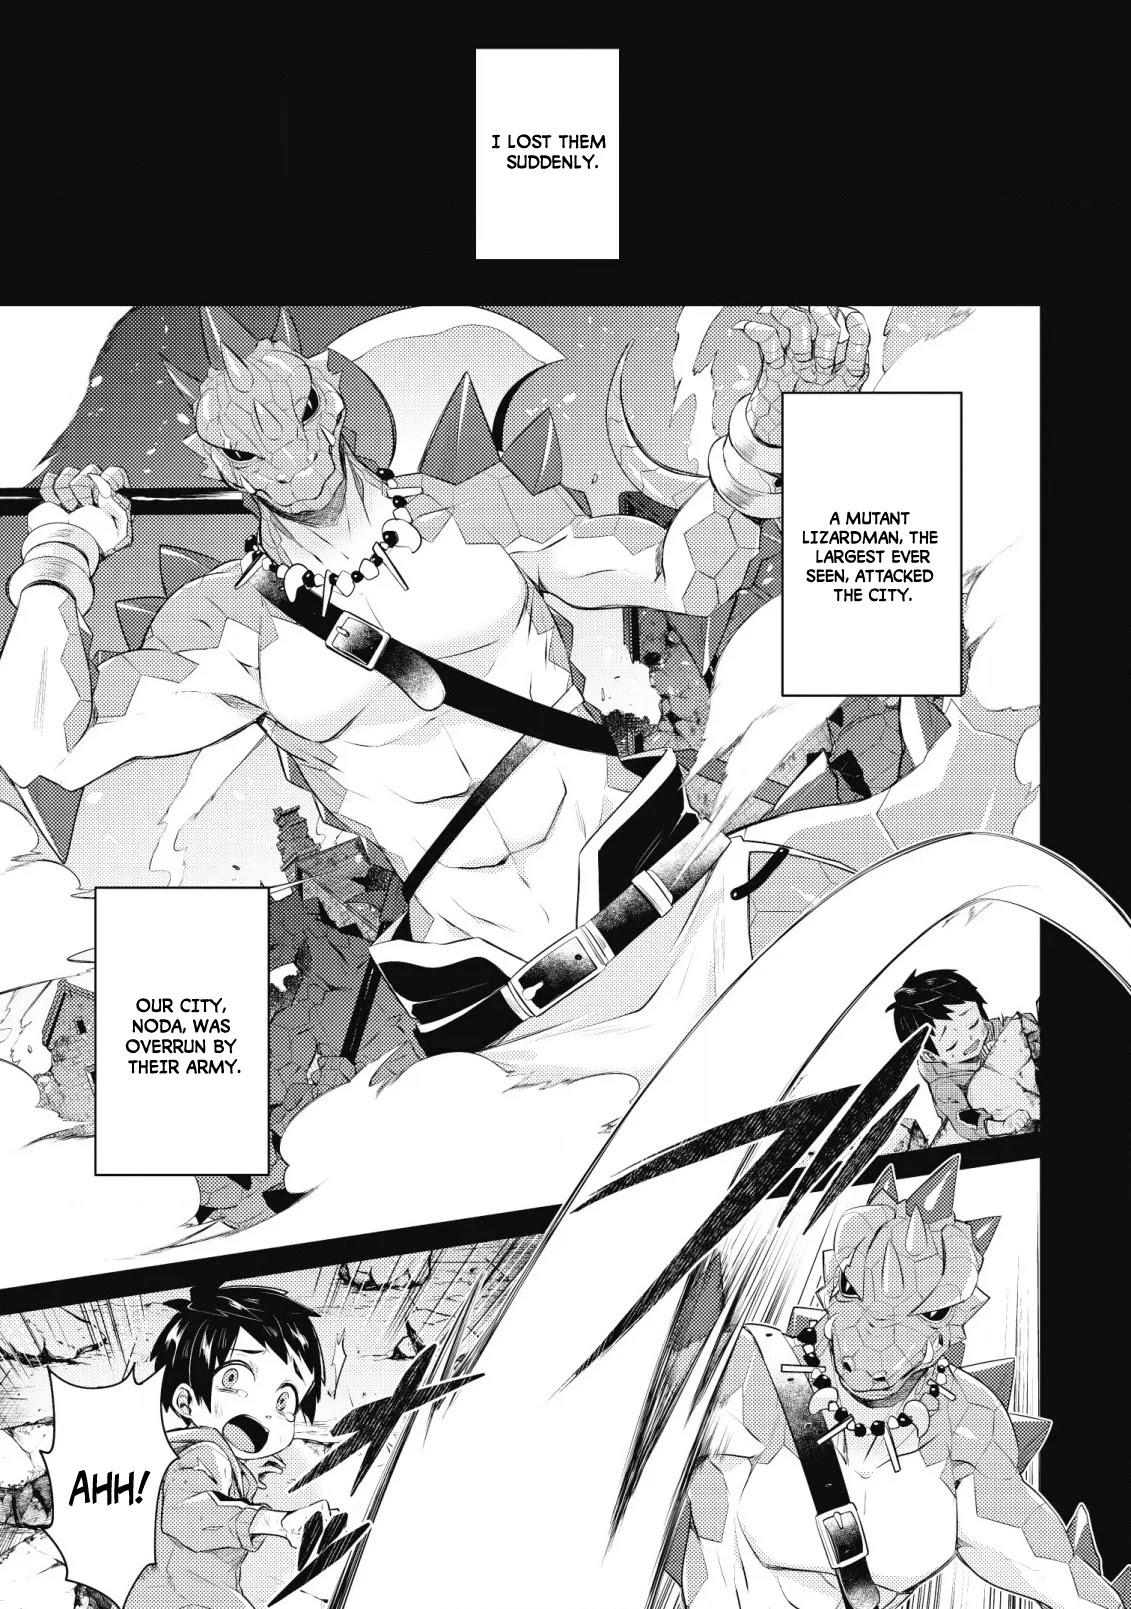 I LOST THEM
SUDDENLY.
A MUTANT
LIZARDMAN, THE
LARGEST EVER
SEEN, ATTACKED
THE CITY.
OUR CITY,
NODA, WAS
OVERRUN BY
THEIR ARMY.
AHH!